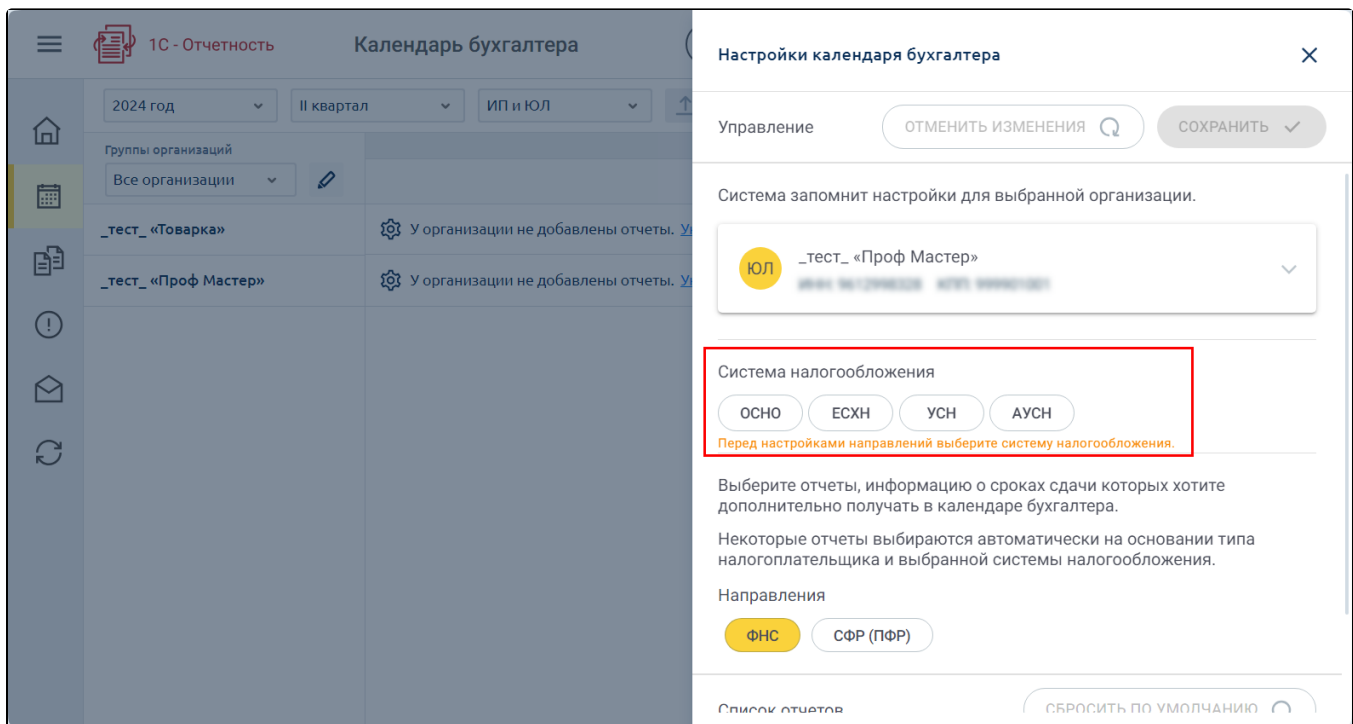 1С - Отчетность
Календарь бухгалтера
2024 год
II квартал
ИП и ЮЛ
Группы организаций
Все организации
_тест_ «Товарка»
У организации не добавлены отчеты.
_тест_ «Проф Мастер»
У организации не добавлены отчеты.
Настройки календаря бухгалтера
Управление
ОТМЕНИТЬ ИЗМЕНЕНИЯ
СОХРАНИТЬ
Система запомнит настройки для выбранной организации.
ЮЛ
_тест_ «Проф Мастер»
Система налогообложения
ОСНО
ЕСХН
УСН
АУСН
Перед настройками направлений выберите систему налогообложения.
Выберите отчеты, информацию о сроках сдачи которых хотите
дополнительно получать в календаре бухгалтера.
Некоторые отчеты выбираются автоматически на основании типа
налогоплательщика и выбранной системы налогообложения.
Направления
ФНС
СФР (ПФР)
Список отчетов
СБРОСИТЬ ПО УМОЛЧАНИЮ